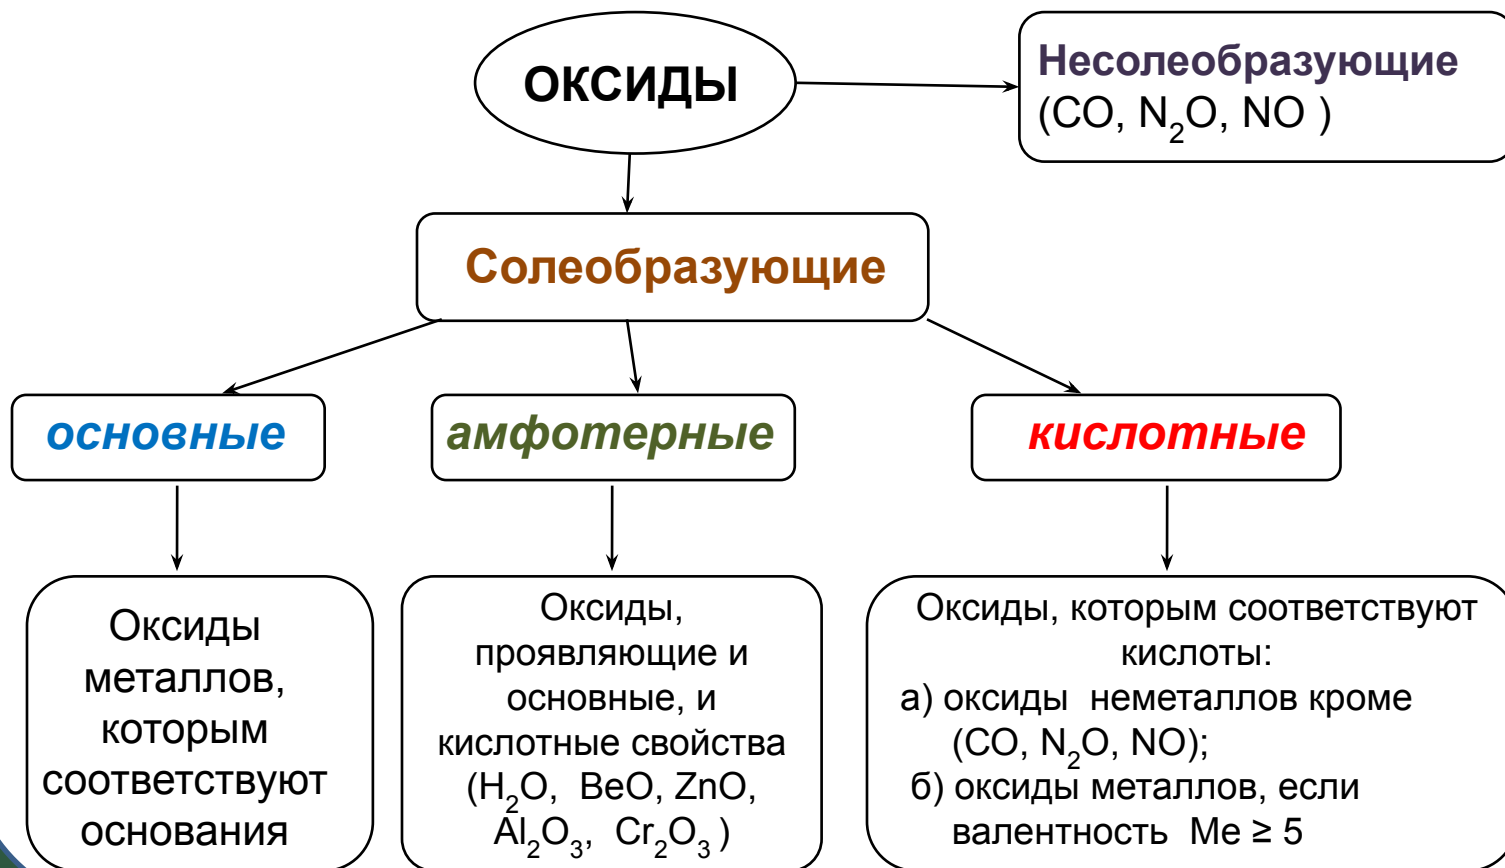 ОКСИДЫ
Несолеобразующие
(CO, N₂O, NO )
Солеобразующие
основные
амфотерные
кислотные
Оксиды
металлов,
которым
соответствуют
основания
Оксиды,
проявляющие и
основные, и
кислотные свойства
(H₂O, BeO, ZnO,
Al₂O₃, Cr₂O₃ )
Оксиды, которым соответствуют
кислоты:
а) оксиды неметаллов кроме
(CO, N₂O, NO);
б) оксиды металлов, если
валентность Ме ≥ 5